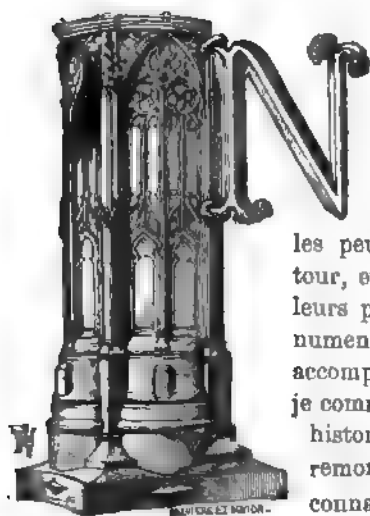 N
les peu
tour, e
leurs p
numen
accomp
je comm
histor
remon
conna